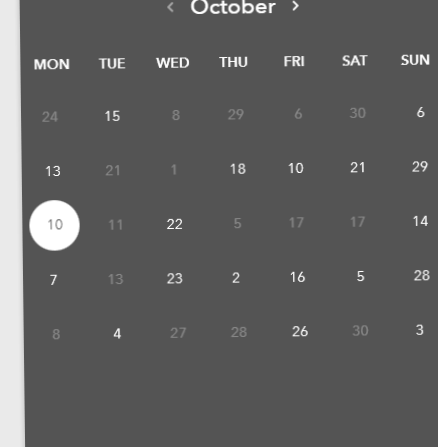 ‹ October ›
MON TUE WED THU FRI SAT SUN
24 15 8 29 6 30 6
13 21 1 18 10 21 29
10 11 22 5 17 17 14
7 13 23 2 16 5 28
8 4 27 28 26 30 3